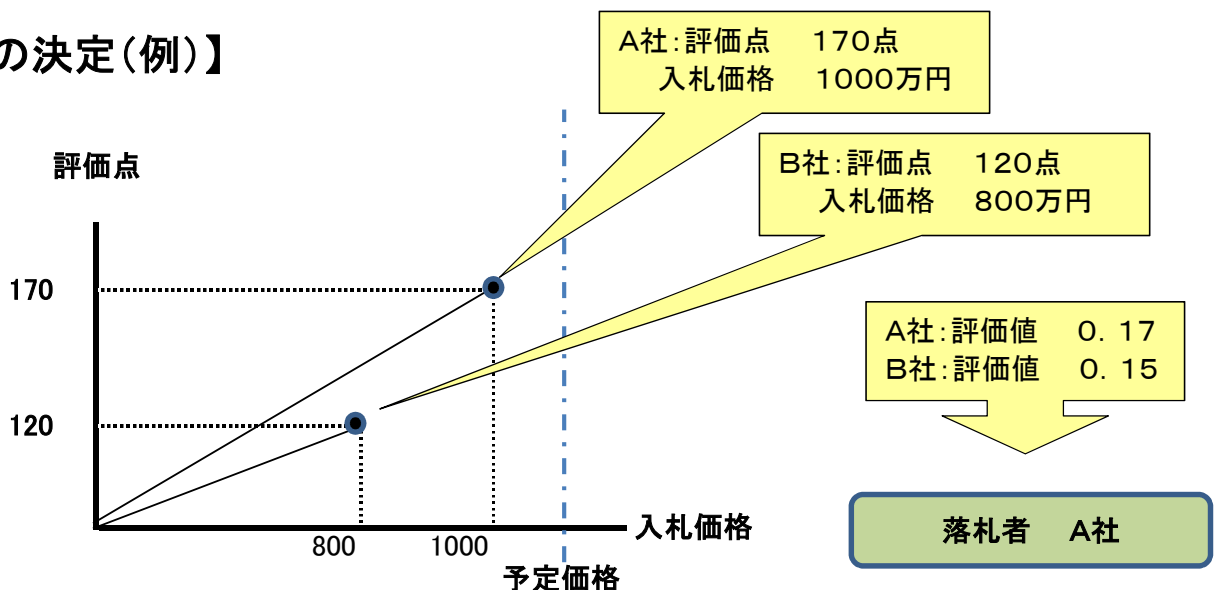 の決定(例)】
A社:評価点 170点
入札価格 1000万円
B社:評価点 120点
入札価格 800万円
評価点
170
120
A社:評価値 0.17
B社:評価値 0.15
800
1000
入札価格
予定価格
落札者 A社